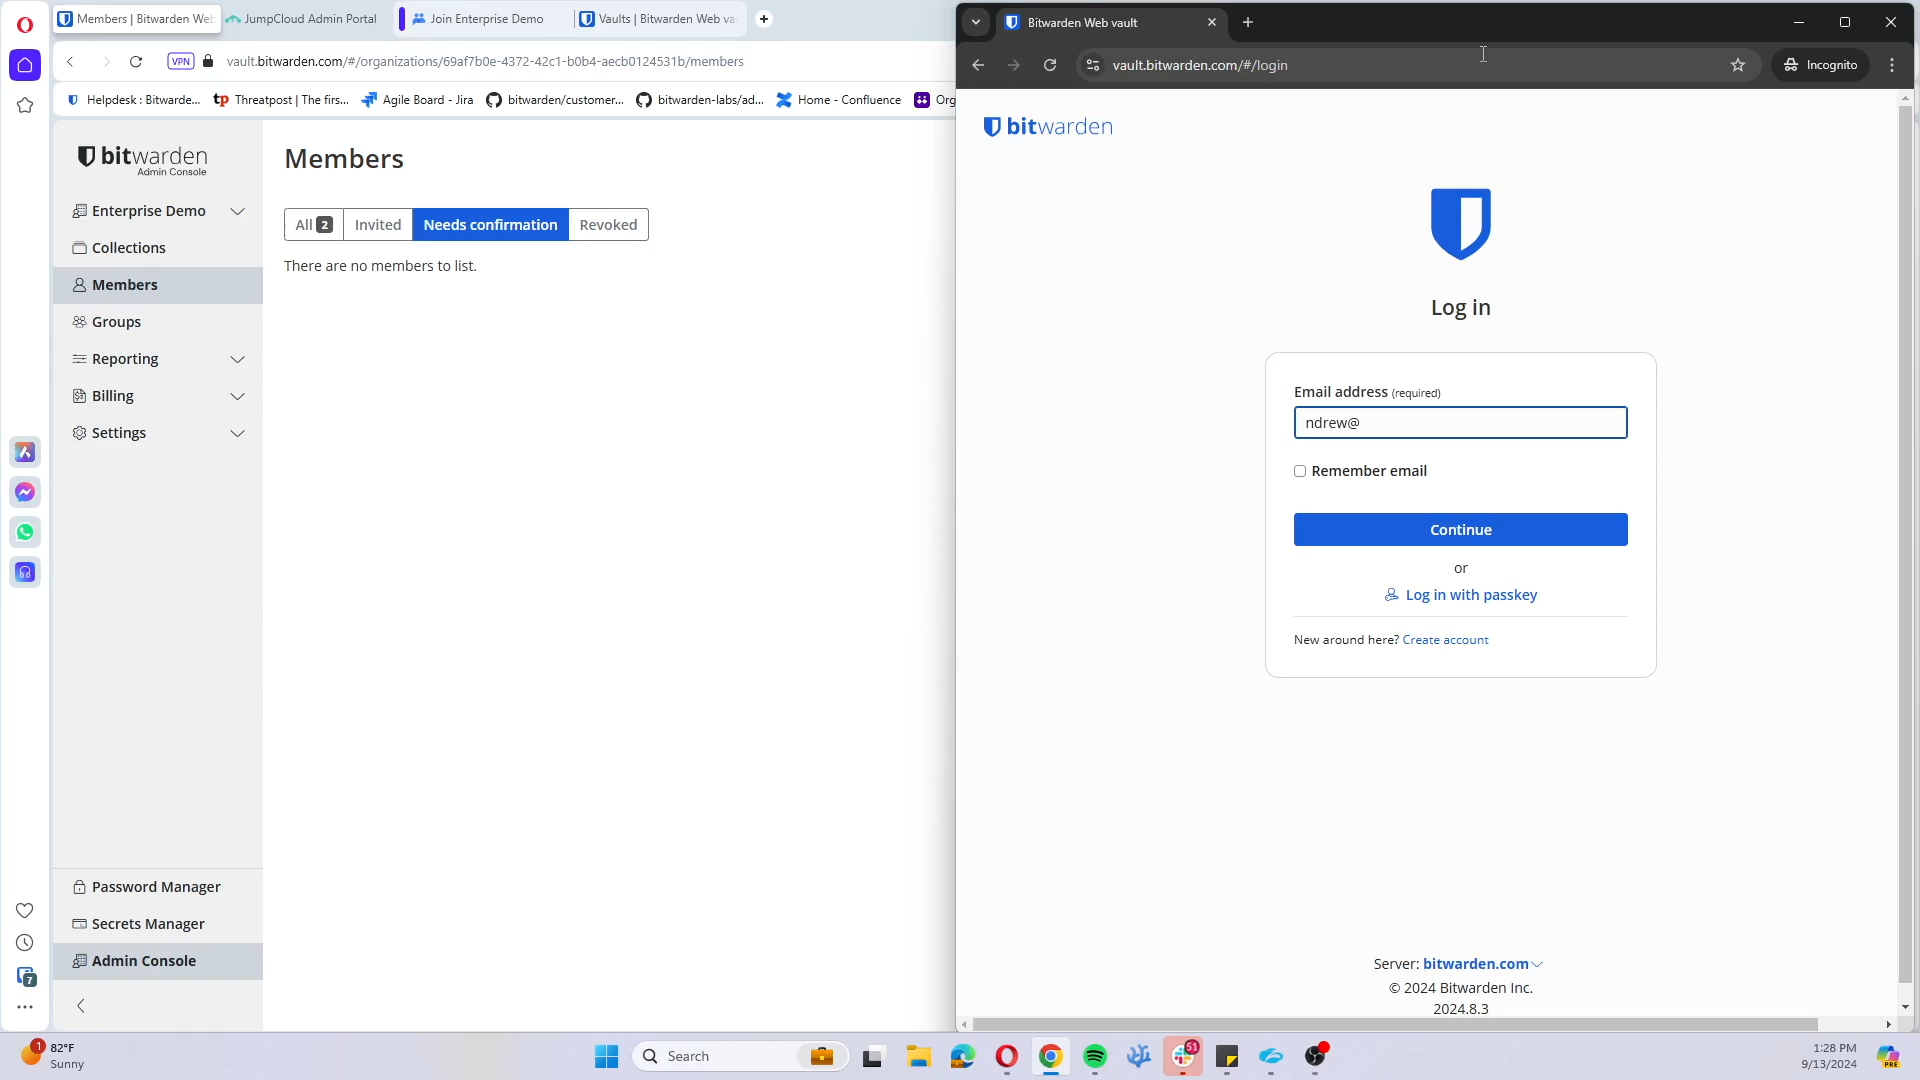 Members | Bitwarden Web
JumpCloud Admin Portal
Join Enterprise Demo
Vaults | Bitwarden Web va
VPN
vault.bitwarden.com/#/organizations/69af7b0e-4372-42c1-b0b4-aecb0124531b/members
Helpdesk : Bitwarde...
tp Threatpost | The firs...
Agile Board - Jira
bitwarden/customer...
bitwarden-labs/ad...
Home - Confluence
Org
bitwarden
Admin Console
Enterprise Demo
Collections
Members
Groups
Reporting
Billing
Settings
Password Manager
Secrets Manager
Admin Console
7
Members
All 2
Invited
Needs confirmation
Revoked
There are no members to list.
Bitwarden Web vault
vault.bitwarden.com/#/login
Incognito
bitwarden
Log in
Email address (required)
ndrew@
Remember email
Continue
or
Log in with passkey
New around here? Create account
Server: bitwarden.com
© 2024 Bitwarden Inc.
2024.8.3
1
82°F
Sunny
Search
51
1:28 PM
9/13/2024
PRE